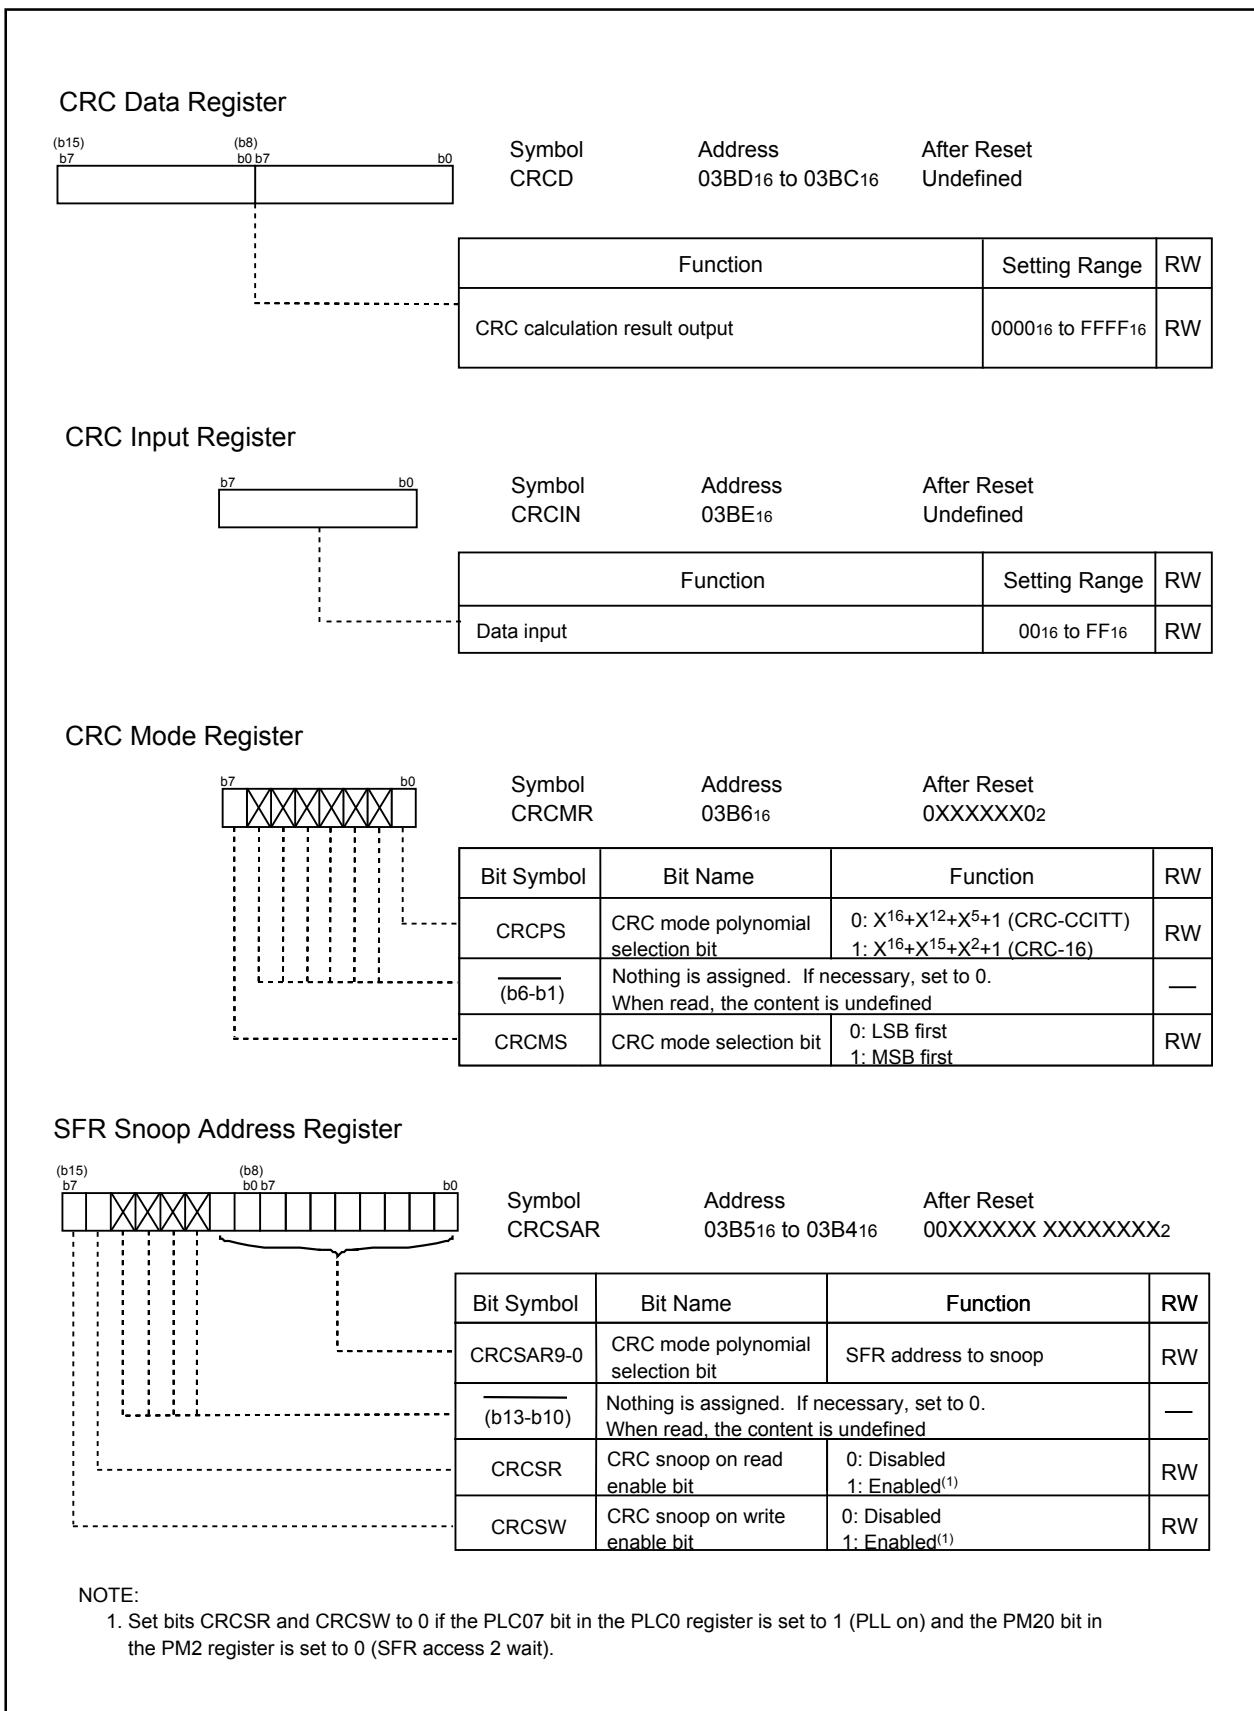 CRC Data Register
(b15) (b8)
b7 b0 b7 b0
Symbol Address After Reset
CRCD 03BD16 to 03BC16 Undefined
Function Setting Range RW
CRC calculation result output 000016 to FFFF16 RW
CRC Input Register
b7 b0
Symbol Address After Reset
CRCIN 03BE16 Undefined
Function Setting Range RW
Data input 0016 to FF16 RW
CRC Mode Register
b7 b0
Symbol Address After Reset
CRCMR 03B616 0XXXXXX02
Bit Symbol Bit Name Function RW
CRCPS CRC mode polynomial selection bit 0: X16+X12+X5+1 (CRC-CCITT) RW
1: X16+X15+X2+1 (CRC-16)
(b6-b1) Nothing is assigned. If necessary, set to 0. —
When read, the content is undefined
CRCMS CRC mode selection bit 0: LSB first RW
1: MSB first
SFR Snoop Address Register
(b15) (b8)
b7 b0 b7 b0
Symbol Address After Reset
CRCSAR 03B516 to 03B416 00XXXXXX XXXXXXXX2
Bit Symbol Bit Name Function RW
CRCSAR9-0 CRC mode polynomial selection bit SFR address to snoop RW
(b13-b10) Nothing is assigned. If necessary, set to 0. —
When read, the content is undefined
CRCSR CRC snoop on read enable bit 0: Disabled RW
1: Enabled(1)
CRCSW CRC snoop on write enable bit 0: Disabled RW
1: Enabled(1)
NOTE:
1. Set bits CRCSR and CRCSW to 0 if the PLC07 bit in the PLC0 register is set to 1 (PLL on) and the PM20 bit in
the PM2 register is set to 0 (SFR access 2 wait).